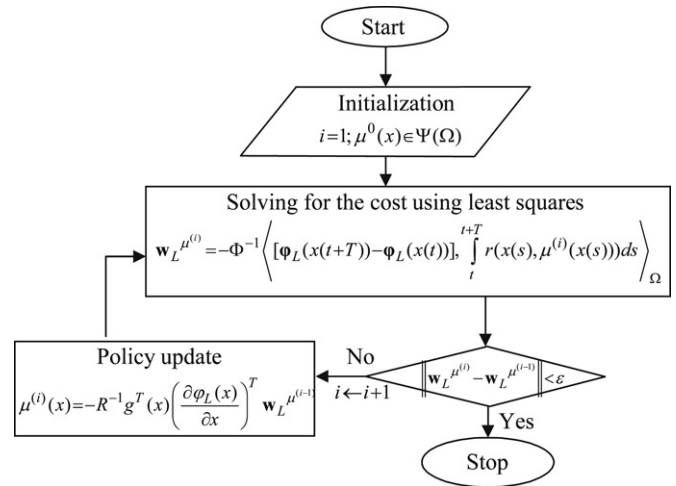 Start
Initialization
i=1; μ⁰(x)∈Ψ(Ω)
Solving for the cost using least squares
𝐰_L^{μ^{(i)}} = −Φ⁻¹⟨[𝛗_L(x(t+T))−𝛗_L(x(t))], ∫_t^{t+T} r(x(s), μ^{(i)}(x(s)))ds⟩_Ω
‖𝐰_L^{μ^{(i)}} − 𝐰_L^{μ^{(i-1)}}‖ < ε
No
i←i+1
Policy update
μ^{(i)}(x)=−R⁻¹g^T(x)(∂φ_L(x)/∂x)^T 𝐰_L^{μ^{(i-1)}}
Yes
Stop